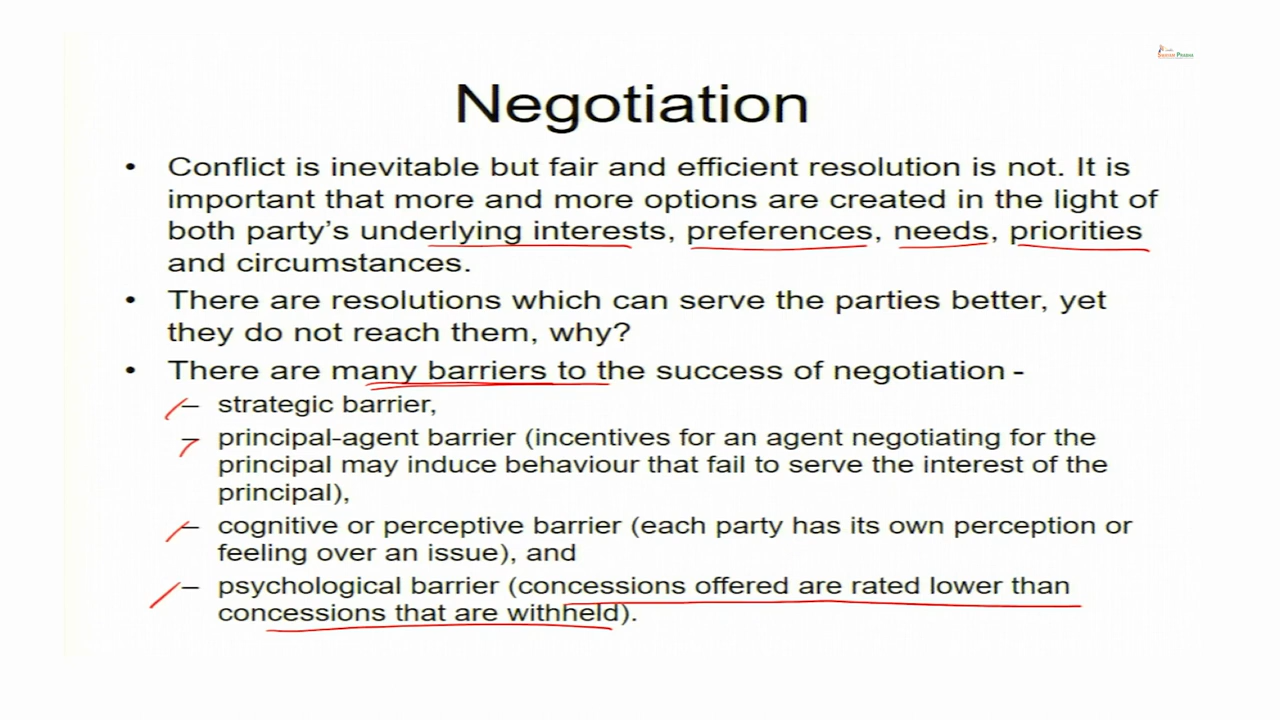 Negotiation
• Conflict is inevitable but fair and efficient resolution is not. It is
important that more and more options are created in the light of
both party's underlying interests, preferences, needs, priorities
and circumstances.
• There are resolutions which can serve the parties better, yet
they do not reach them, why?
• There are many barriers to the success of negotiation -
– strategic barrier,
– principal-agent barrier (incentives for an agent negotiating for the
principal may induce behaviour that fail to serve the interest of the
principal),
– cognitive or perceptive barrier (each party has its own perception or
feeling over an issue), and
– psychological barrier (concessions offered are rated lower than
concessions that are withheld).